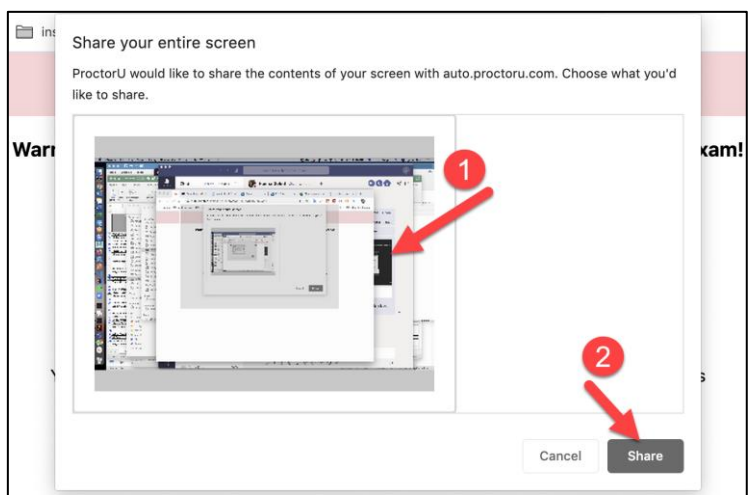 ins
Share your entire screen
ProctorU would like to share the contents of your screen with auto.proctoru.com. Choose what you'd
like to share.
Warr
xam!
1
2
Y
s
Cancel
Share